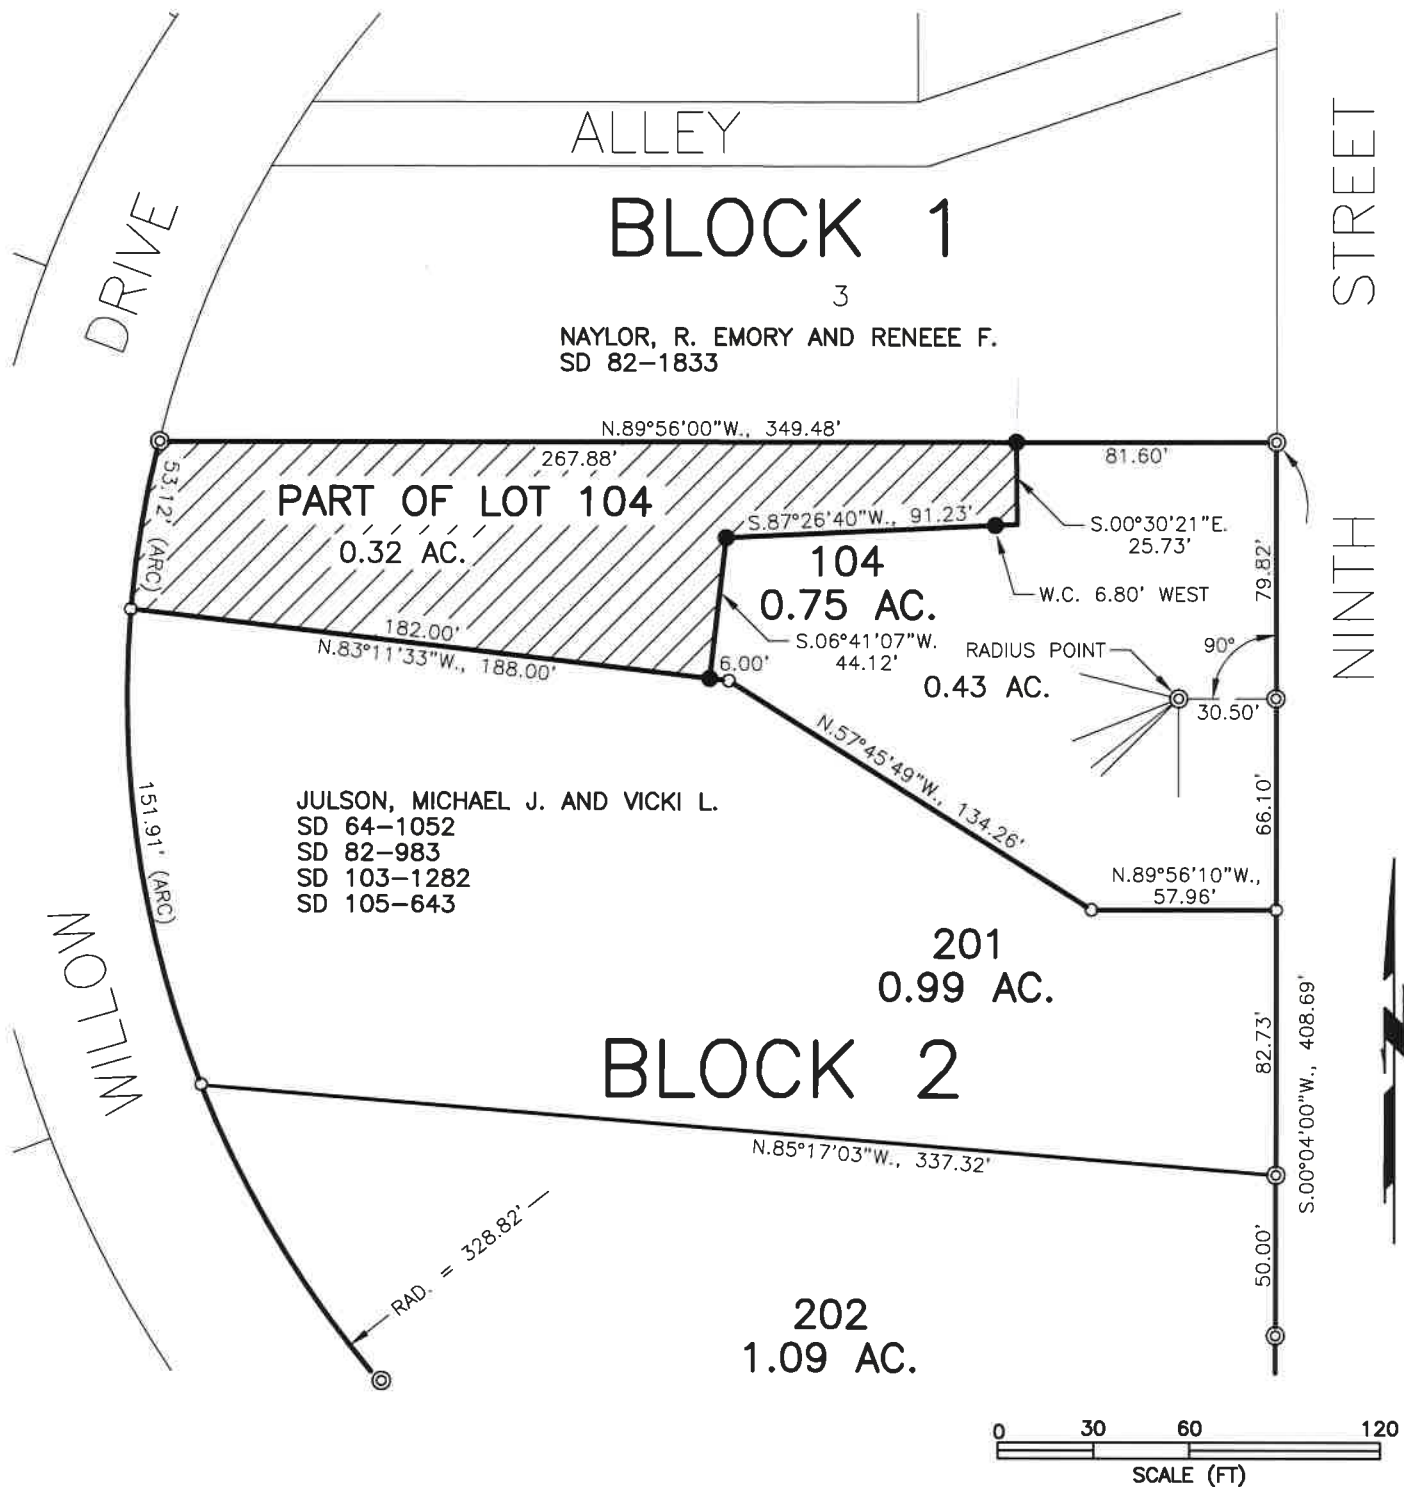 ALLEY
STREET
DRIVE
BLOCK 1
3
NAYLOR, R. EMORY AND RENEEE F.
SD 82-1833
N.89°56'00"W., 349.48'
267.88'
81.60'
53.12' (ARC)
PART OF LOT 104
0.32 AC.
S.87°26'40"W., 91.23'
S.00°30'21"E.
25.73'
104
0.75 AC.
W.C. 6.80' WEST
79.82'
NINTH
182.00'
N.83°11'33"W., 188.00'
6.00'
S.06°41'07"W.
44.12'
RADIUS POINT
90°
0.43 AC.
30.50'
N.57°45'49"W., 134.26'
66.10'
151.91' (ARC)
JULSON, MICHAEL J. AND VICKI L.
SD 64-1052
SD 82-983
SD 103-1282
SD 105-643
N.89°56'10"W.,
57.96'
WILLOW
201
0.99 AC.
82.73'
S.00°04'00"W., 408.69'
BLOCK 2
N.85°17'03"W., 337.32'
RAD. = 328.82'
50.00'
202
1.09 AC.
0 30 60 120
SCALE (FT)